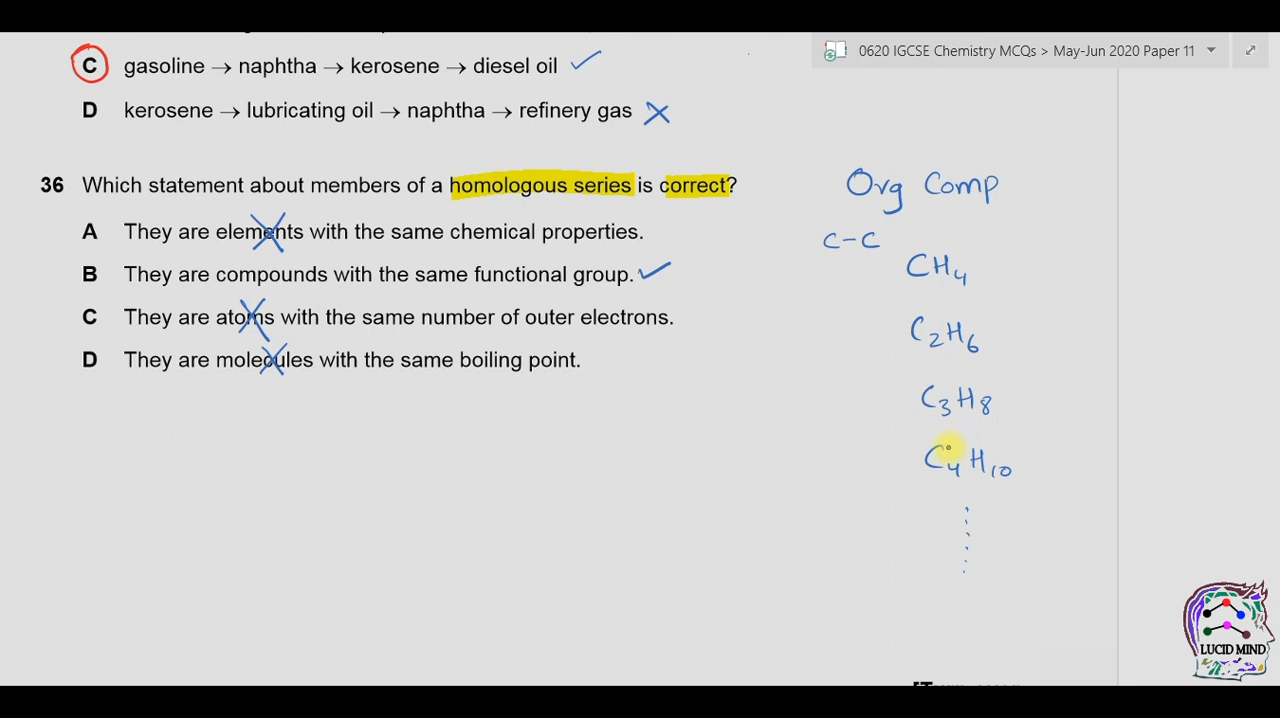 C gasoline → naphtha → kerosene → diesel oil
D kerosene → lubricating oil → naphtha → refinery gas
0620 IGCSE Chemistry MCQs > May-Jun 2020 Paper 11
36 Which statement about members of a homologous series is correct?
A They are elements with the same chemical properties.
B They are compounds with the same functional group.
C They are atoms with the same number of outer electrons.
D They are molecules with the same boiling point.
Org Comp
C-C
CH4
C2H6
C3H8
C4H10
LUCID MIND